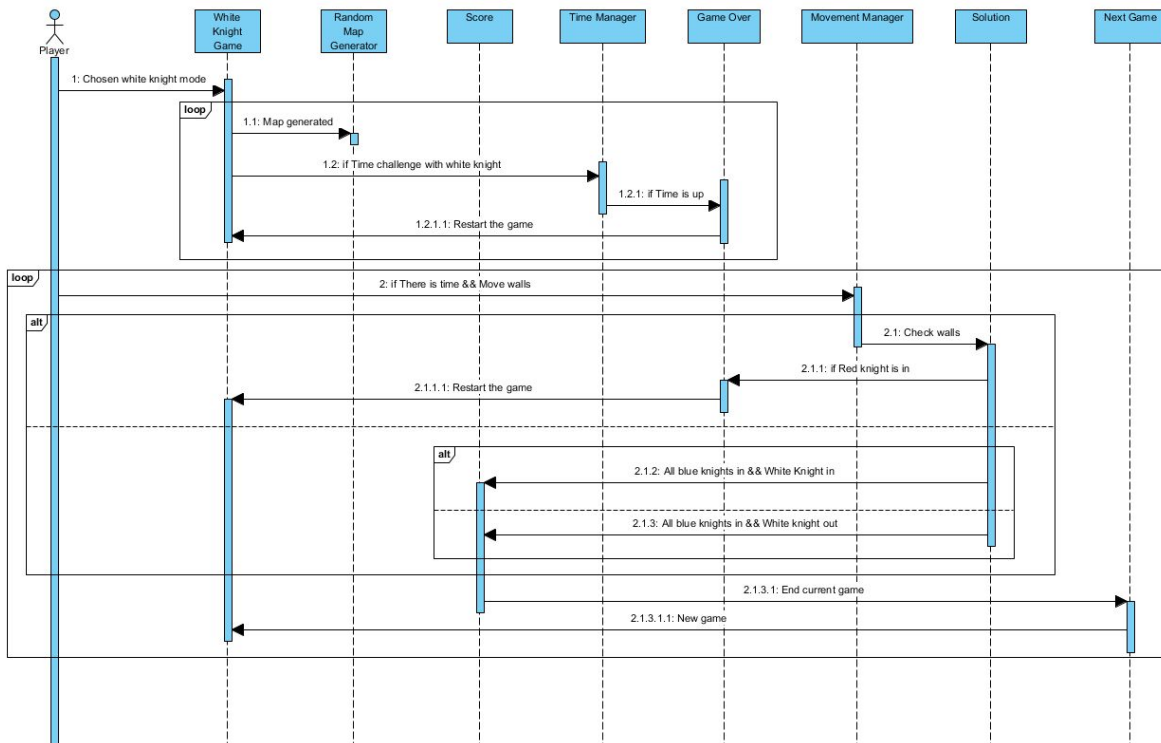 White
Knight
Game
Random
Map
Generator
Score
Time Manager
Game Over
Movement Manager
Solution
Next Game
Player
1: Chosen white knight mode
loop
1.1: Map generated
1.2: if Time challenge with white knight
1.2.1: if Time is up
1.2.1.1: Restart the game
loop
2: if There is time && Move walls
alt
2.1: Check walls
2.1.1: if Red knight is in
2.1.1.1: Restart the game
alt
2.1.2: All blue knights in && White Knight in
2.1.3: All blue knights in && White knight out
2.1.3.1: End current game
2.1.3.1.1: New game